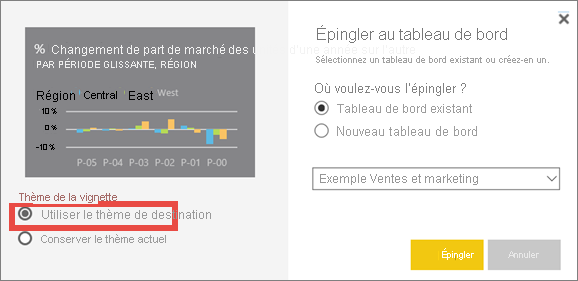 % Changement de part de marché des unités d'une année sur l'autre
PAR PÉRIODE GLISSANTE, RÉGION
Région Central East West
10 %
0 %
-10 %
P-05 P-04 P-03 P-02 P-01 P-00
Thème de la vignette
Utiliser le thème de destination
Conserver le thème actuel
Épingler au tableau de bord
Sélectionnez un tableau de bord existant ou créez-en un.
Où voulez-vous l'épingler ?
Tableau de bord existant
Nouveau tableau de bord
Exemple Ventes et marketing
Épingler
Annuler